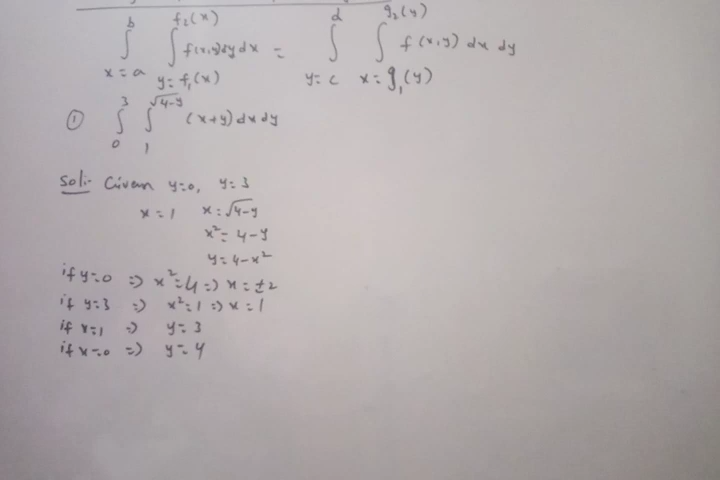 ∫_{x=a}^{b} ∫_{y=f₁(x)}^{f₂(x)} f(x,y) dy dx = ∫_{y=c}^{d} ∫_{x=g₁(y)}^{g₂(y)} f(x,y) dx dy
① ∫_0^3 ∫_1^{√4-y} (x+y) dx dy
Sol:- Given y=0, y=3
x=1 x=√4-y
x²=4-y
y=4-x²
if y=0 => x²=4 => x=±2
if y=3 => x²=1 => x=1
if x=1 => y=3
if x=0 => y=4